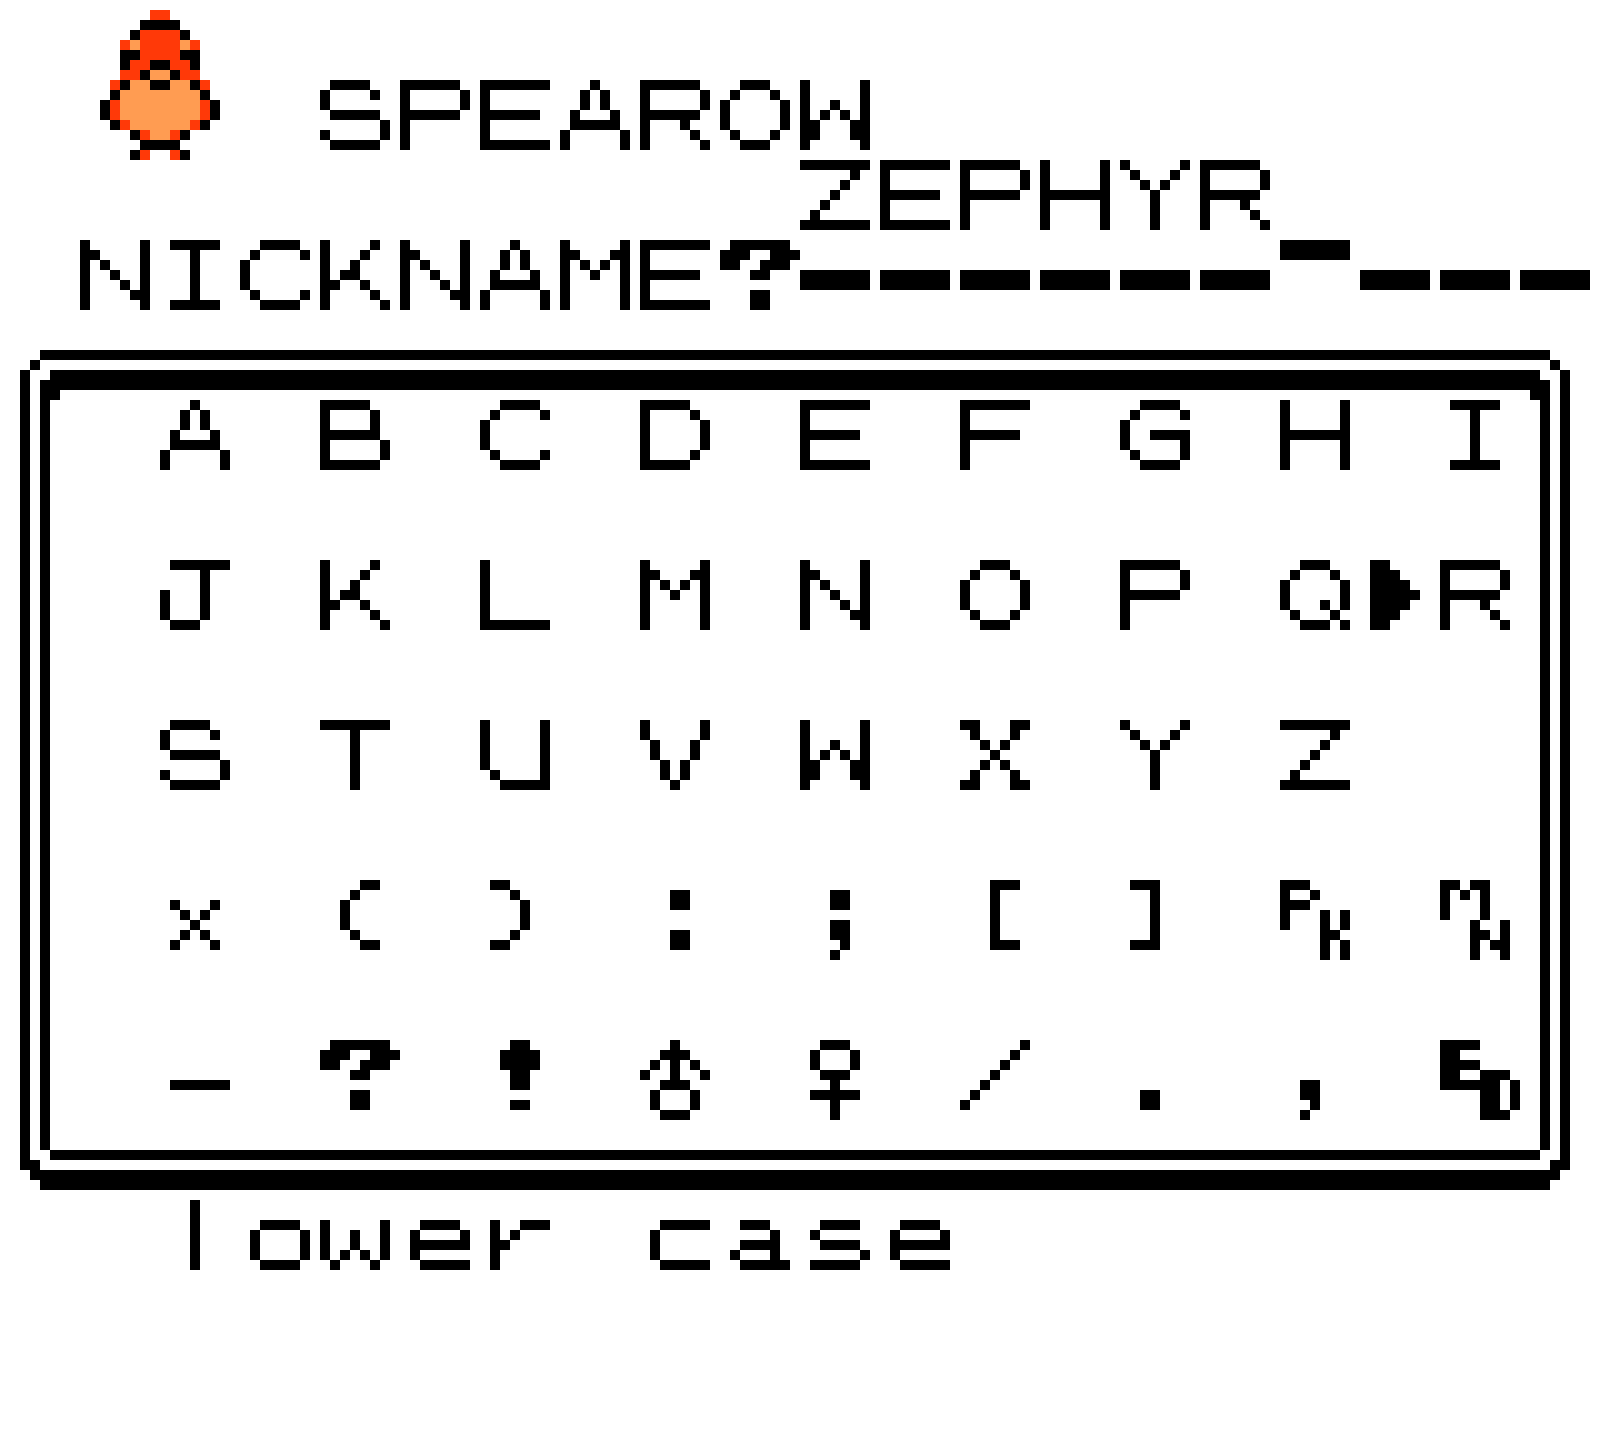 SPEAROW
ZEPHYR
NICKNAME?
A B C D E F G H I
J K L M N O P Q ▶R
S T U V W X Y Z
× ( ) : ; [ ] PK MN
- ? ! ♂ ♀ / . , ED
lower case